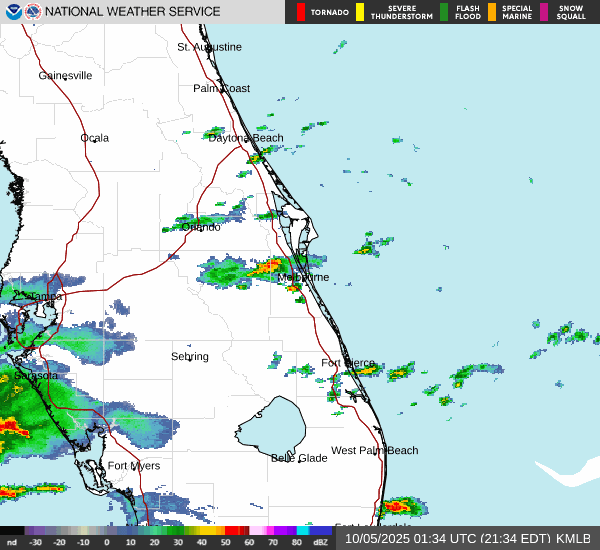 NATIONAL WEATHER SERVICE
TORNADO
SEVERE THUNDERSTORM
FLASH FLOOD
SPECIAL MARINE
SNOW SQUALL
St. Augustine
Gainesville
Palm Coast
Ocala
Daytona Beach
Orlando
Melbourne
Tampa
Sebring
Fort Pierce
Sarasota
West Palm Beach
Belle Glade
Fort Myers
nd -30 -20 -10 0 10 20 30 40 50 60 70 80 dBZ
10/05/2025 01:34 UTC (21:34 EDT) KMLB